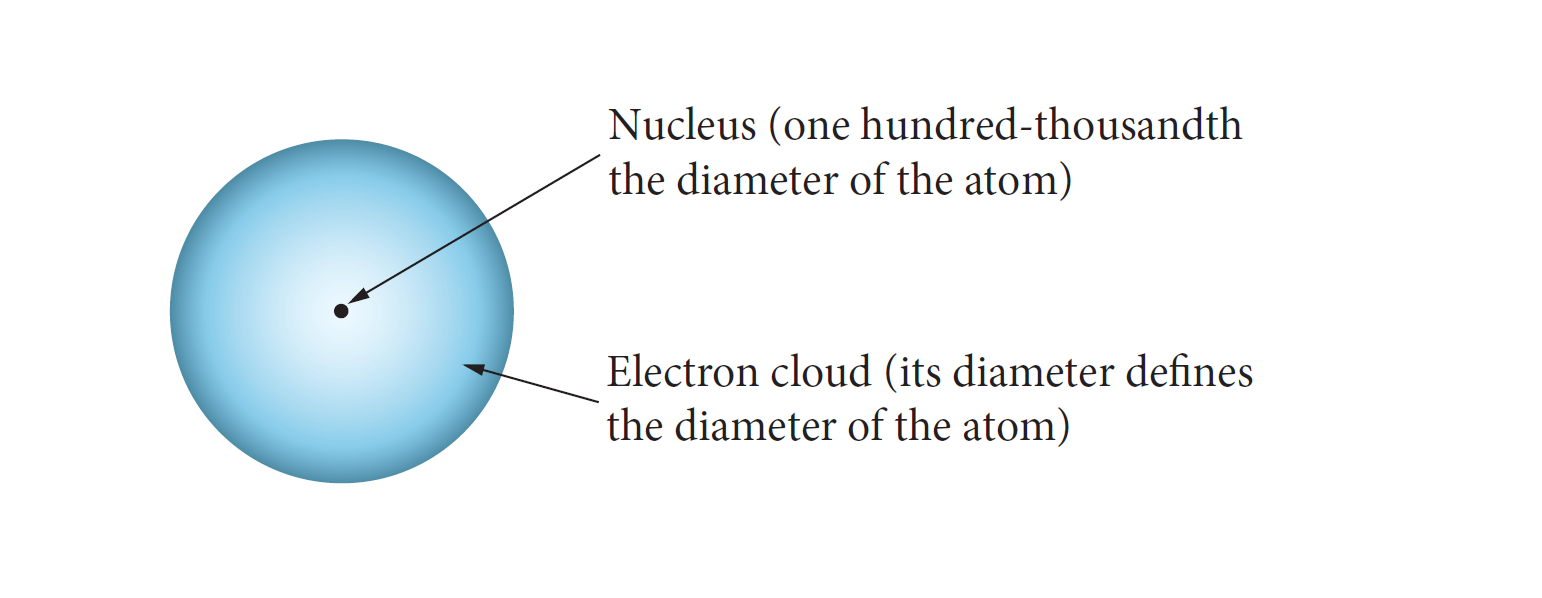 Nucleus (one hundred-thousandth
the diameter of the atom)
Electron cloud (its diameter defines
the diameter of the atom)